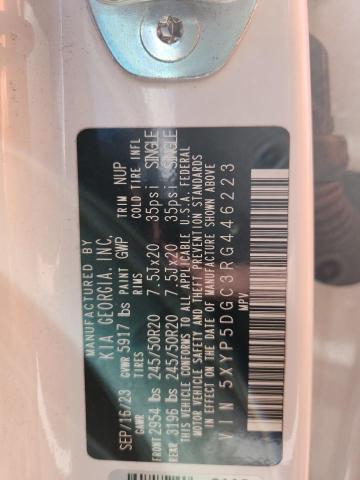 MANUFACTURED BY
KIA GEORGIA, INC.
SEP/16/23 GVWR 5917 lbs PAINT GWP TRIM NUP
GAWR TIRES RIMS COLD TIRE INFL
FRONT 2954 lbs 245/50R20 7.5Jx20 35psi SINGLE
REAR 3196 lbs 245/50R20 7.5Jx20 35psi SINGLE
THIS VEHICLE CONFORMS TO ALL APPLICABLE U.S.A. FEDERAL
MOTOR VEHICLE SAFETY AND THEFT PREVENTION STANDARDS
IN EFFECT ON THE DATE OF MANUFACTURE SHOWN ABOVE.
VIN: 5XYP5DGC3RG446223
MPV